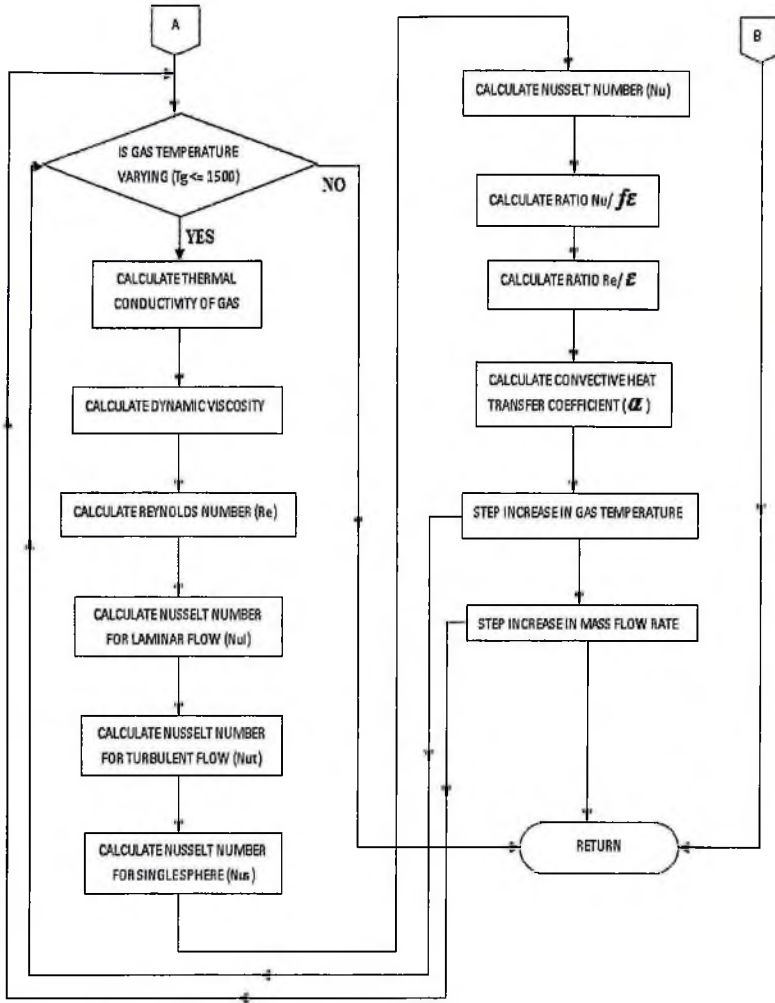 A
IS GAS TEMPERATURE
VARYING (Tg <= 1500)
NO
YES
CALCULATE THERMAL
CONDUCTIVITY OF GAS
CALCULATE DYNAMIC VISCOSITY
CALCULATE REYNOLDS NUMBER (Re)
CALCULATE NUSSELT NUMBER
FOR LAMINAR FLOW (Nul)
CALCULATE NUSSELT NUMBER
FOR TURBULENT FLOW (Nut)
CALCULATE NUSSELT NUMBER
FOR SINGLE SPHERE (Nus)
CALCULATE NUSSELT NUMBER (Nu)
CALCULATE RATIO Nu/ fε
CALCULATE RATIO Re/ ε
CALCULATE CONVECTIVE HEAT
TRANSFER COEFFICIENT (α)
STEP INCREASE IN GAS TEMPERATURE
STEP INCREASE IN MASS FLOW RATE
RETURN
B